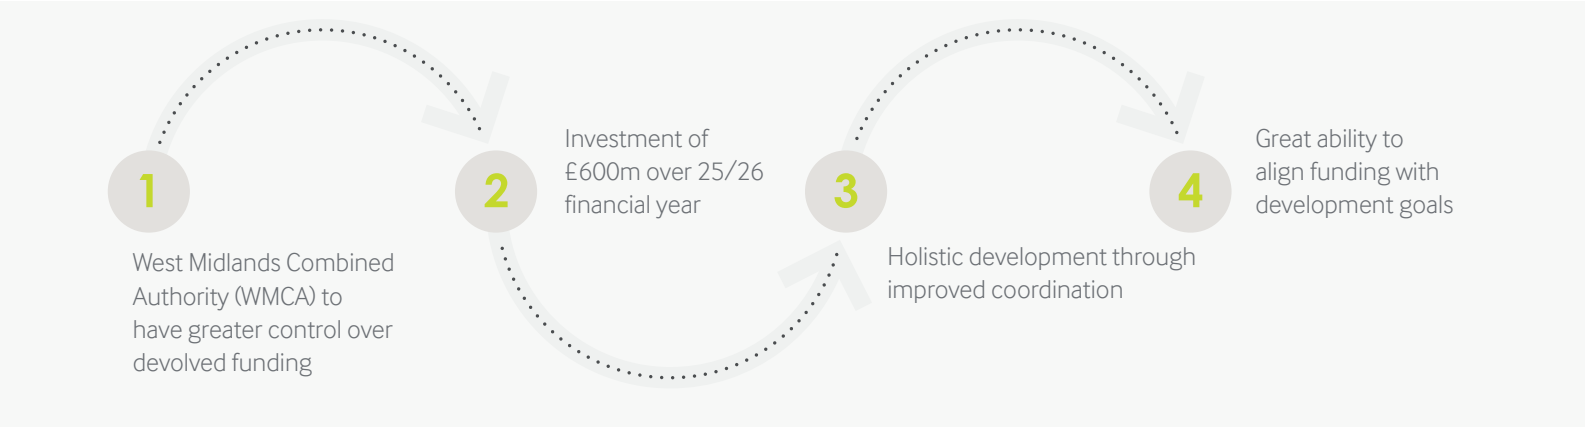 1
West Midlands Combined
Authority (WMCA) to
have greater control over
devolved funding
2
Investment of
£600m over 25/26
financial year
3
Holistic development through
improved coordination
4
Great ability to
align funding with
development goals